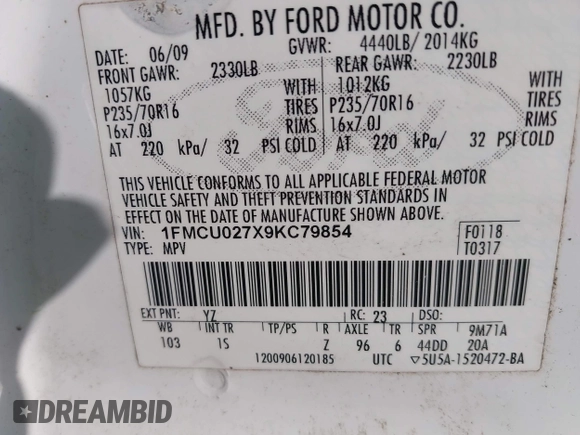 MFD. BY FORD MOTOR CO.
DATE: 06/09 GVWR: 4440LB/ 2014KG
FRONT GAWR: 2330LB REAR GAWR: 2230LB
1057KG WITH 1012KG WITH
P235/70R16 TIRES P235/70R16 TIRES
16x7.0J RIMS 16x7.0J RIMS
AT 220 kPa/ 32 PSI COLD AT 220 kPa/ 32 PSI COLD
THIS VEHICLE CONFORMS TO ALL APPLICABLE FEDERAL MOTOR
VEHICLE SAFETY AND THEFT PREVENTION STANDARDS IN
EFFECT ON THE DATE OF MANUFACTURE SHOWN ABOVE.
VIN: 1FMCU027X9KC79854 F0118
TYPE: MPV T0317
EXT PNT: YZ RC: 23 DSO:
WB INT TR TP/PS R AXLE TR SPR 9M71A
103 1S Z 96 6 44DD 20A
1200906120185 UTC ▽5U5A-1520472-BA
Ford
DREAMBID